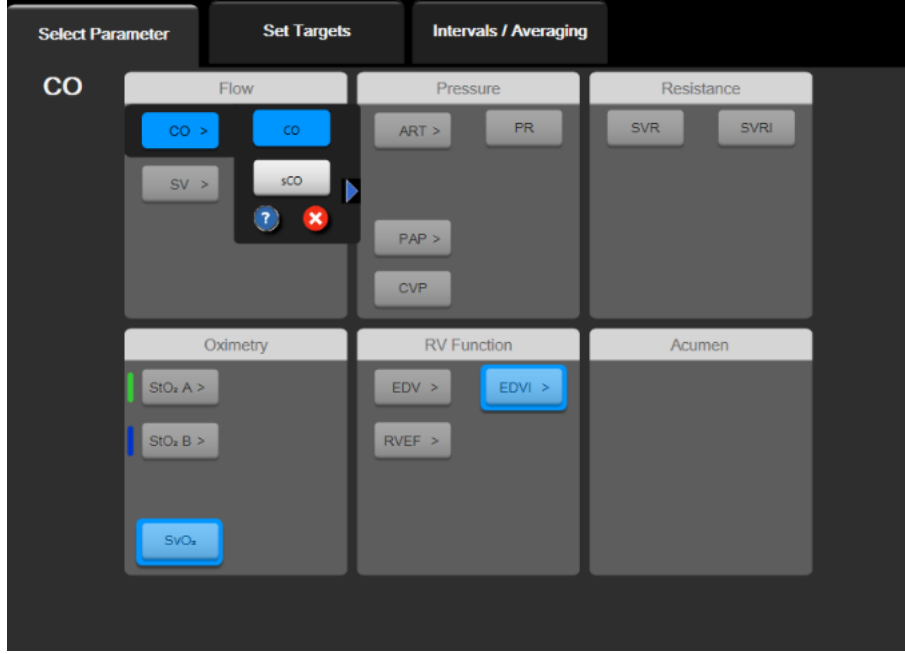 Select Parameter
Set Targets
Intervals / Averaging
CO
Flow
CO >
CO
SV >
sCO
?
Pressure
ART >
PR
PAP >
CVP
Resistance
SVR
SVRI
Oximetry
StO₂ A >
StO₂ B >
SvO₂
RV Function
EDV >
EDVI >
RVEF >
Acumen